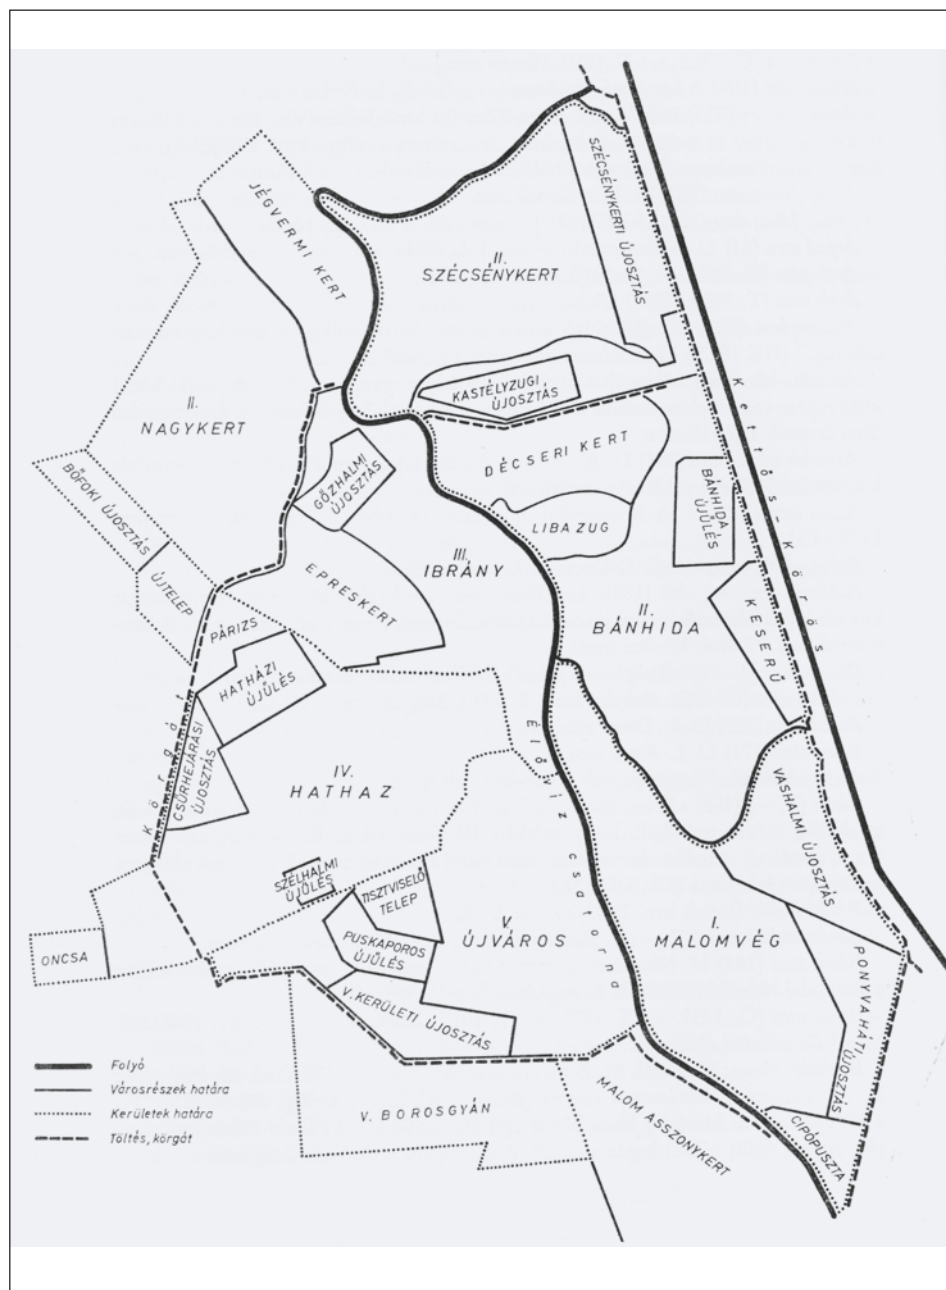 JÉGVERMI KERT
SZÉCSÉNYKERTI ÚJOSZTÁS
II.
SZÉCSÉNYKERT
KASTÉLYZUGI
ÚJOSZTÁS
II.
NAGYKERT
DÉCSERI KERT
Kettős-Körös
GŐZHALMI
ÚJOSZTÁS
BÁNHIDA
ÚJÜLÉS
BŐFOKI ÚJOSZTÁS
LIBAZUG
III.
IBRÁNY
EPRESKERT
ÚJTELEP
II.
BÁNHIDA
KESERŰ
PÁRIZS
HATHÁZI
ÚJÜLÉS
Körgát
CSÜRHEJÁRÁSI
ÚJOSZTÁS
IV.
HATHAZ
Élővíz csatorna
VASHALMI ÚJOSZTÁS
SZÉLHALMI
ÚJÜLÉS
TISZTVISELŐ
TELEP
V.
ÚJVÁROS
I.
MALOMVÉG
PUSKAPOROS
ÚJÜLÉS
ONCSA
PONYVAHÁTI
ÚJOSZTÁS
V. KERÜLETI ÚJOSZTÁS
Folyó
Városrészek határa
Kerületek határa
Töltés, körgát
V. BOROSGYÁN
MALOM ASSZONYKERT
CIPÓPUSZTA